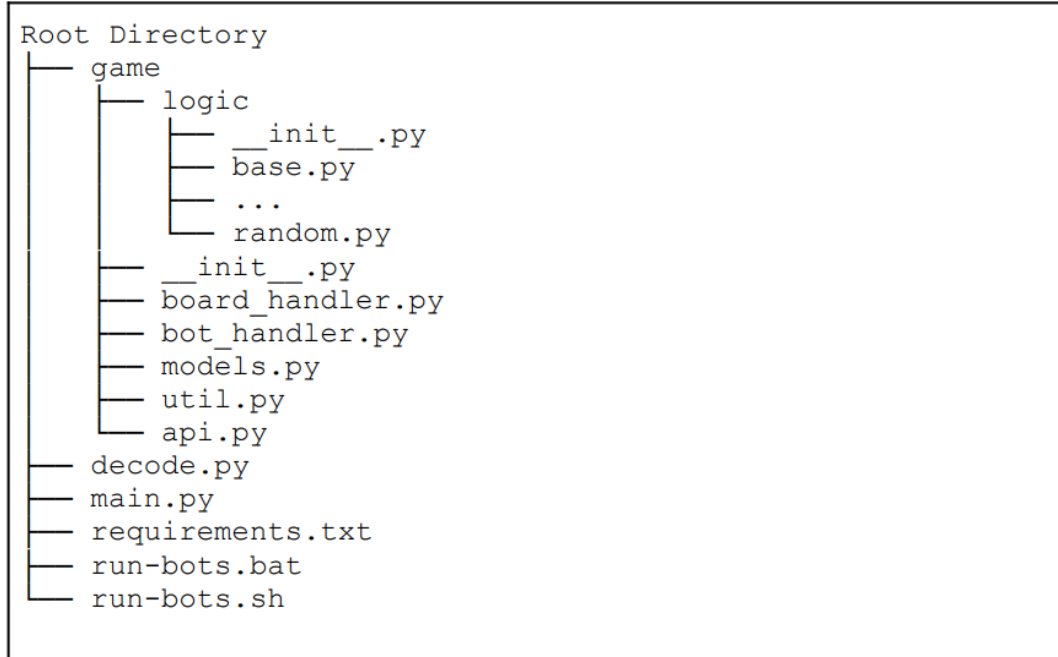 Root Directory
├── game
│   ├── logic
│   │   ├── __init__.py
│   │   ├── base.py
│   │   ├── ...
│   │   └── random.py
│   ├── __init__.py
│   ├── board_handler.py
│   ├── bot_handler.py
│   ├── models.py
│   ├── util.py
│   └── api.py
├── decode.py
├── main.py
├── requirements.txt
├── run-bots.bat
└── run-bots.sh